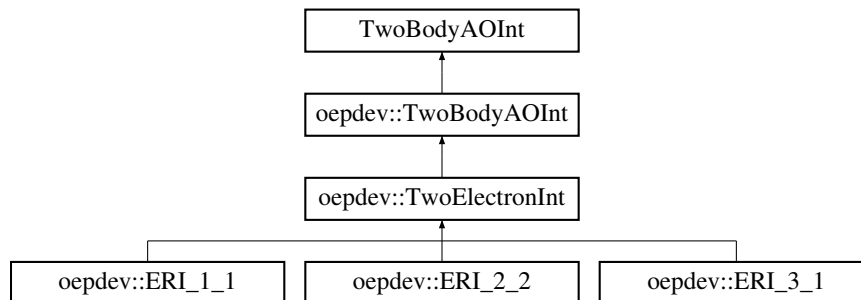 TwoBodyAOInt
oepdev::TwoBodyAOInt
oepdev::TwoElectronInt
oepdev::ERI_1_1 oepdev::ERI_2_2 oepdev::ERI_3_1